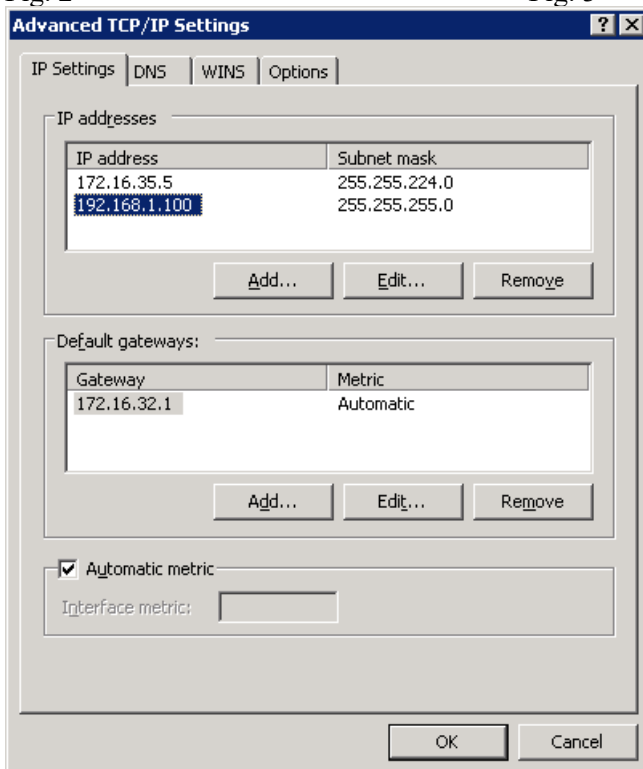 Fig. 2 Fig. 3
Advanced TCP/IP Settings
IP Settings DNS WINS Options
IP addresses
IP address Subnet mask
172.16.35.5 255.255.224.0
192.168.1.100 255.255.255.0
Add... Edit... Remove
Default gateways:
Gateway Metric
172.16.32.1 Automatic
Add... Edit... Remove
Automatic metric
Interface metric:
OK Cancel